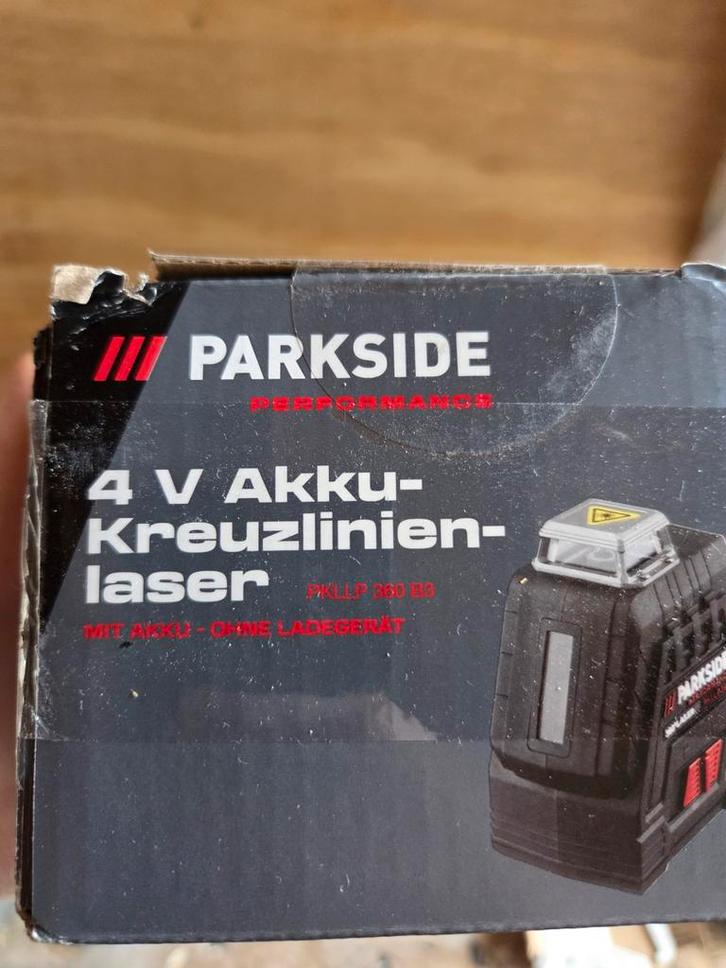 PARKSIDE
PERFORMANCE
4 V Akku-
Kreuzlinien-
laser PKLLP 360 B3
MIT AKKU - OHNE LADEGERÄT
PARKSIDE